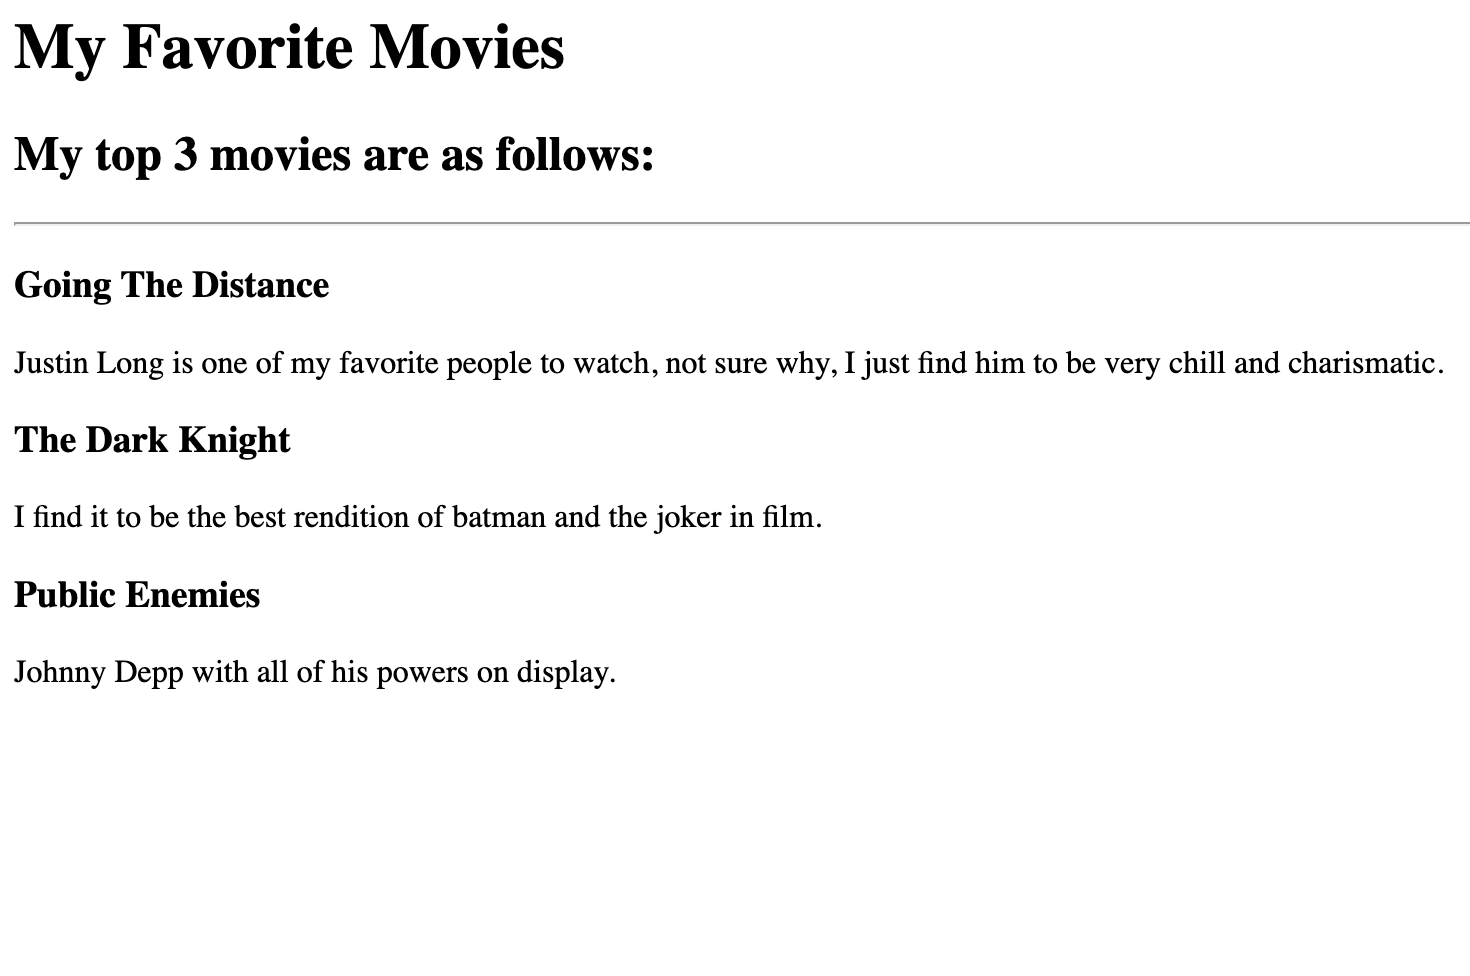 My Favorite Movies
My top 3 movies are as follows:
Going The Distance
Justin Long is one of my favorite people to watch, not sure why, I just find him to be very chill and charismatic.
The Dark Knight
I find it to be the best rendition of batman and the joker in film.
Public Enemies
Johnny Depp with all of his powers on display.